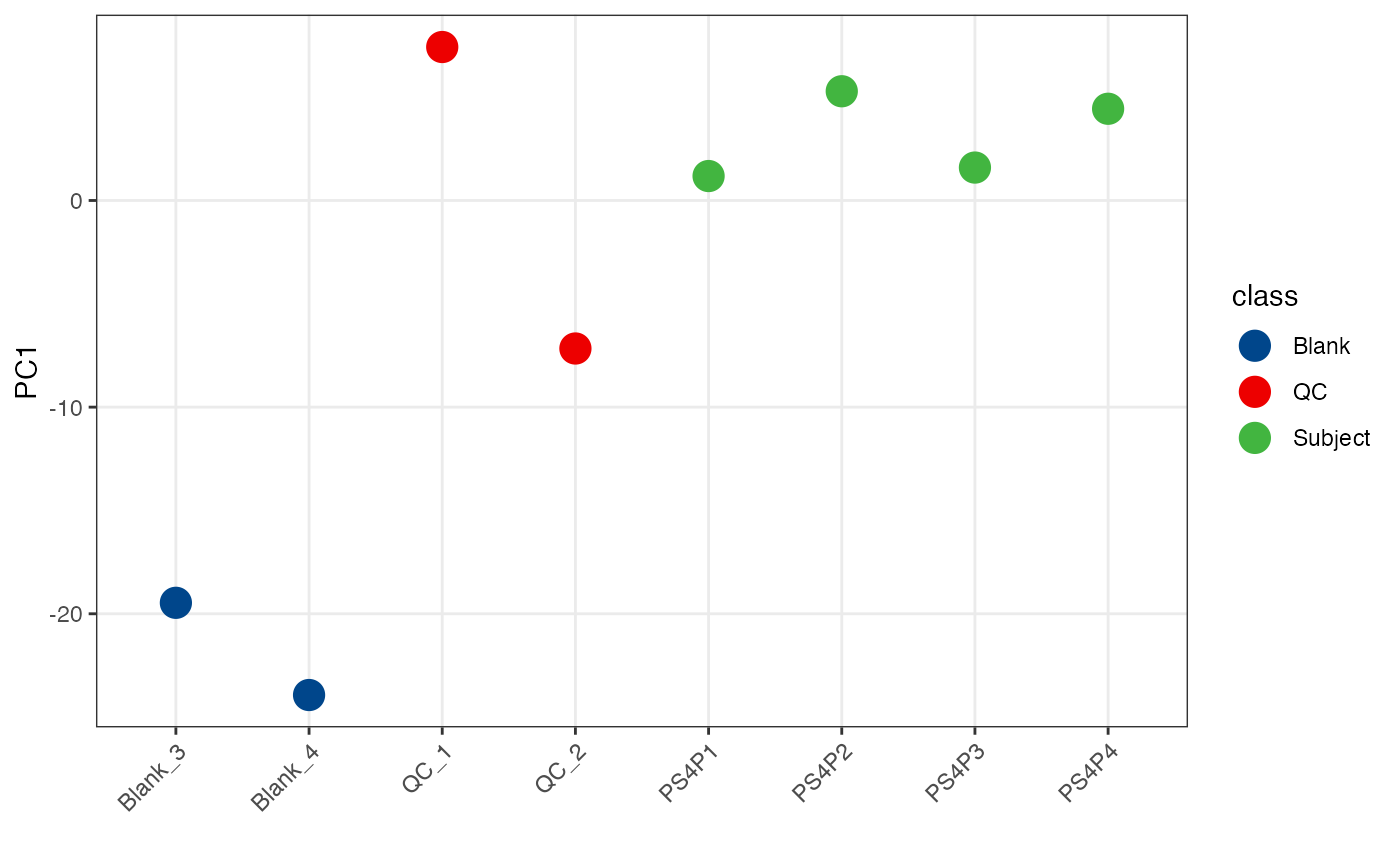 PC1
0
-10
-20
Blank_3
Blank_4
QC_1
QC_2
PS4P1
PS4P2
PS4P3
PS4P4
class
Blank
QC
Subject